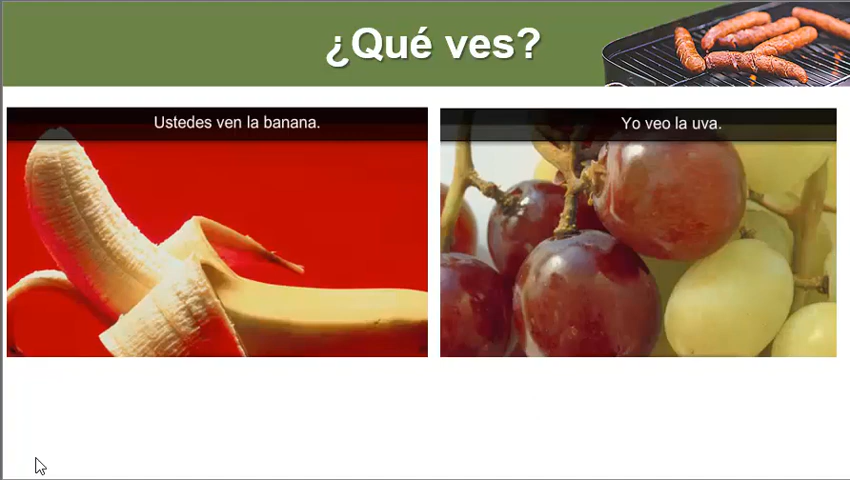 ¿Qué ves?
Ustedes ven la banana.
Yo veo la uva.